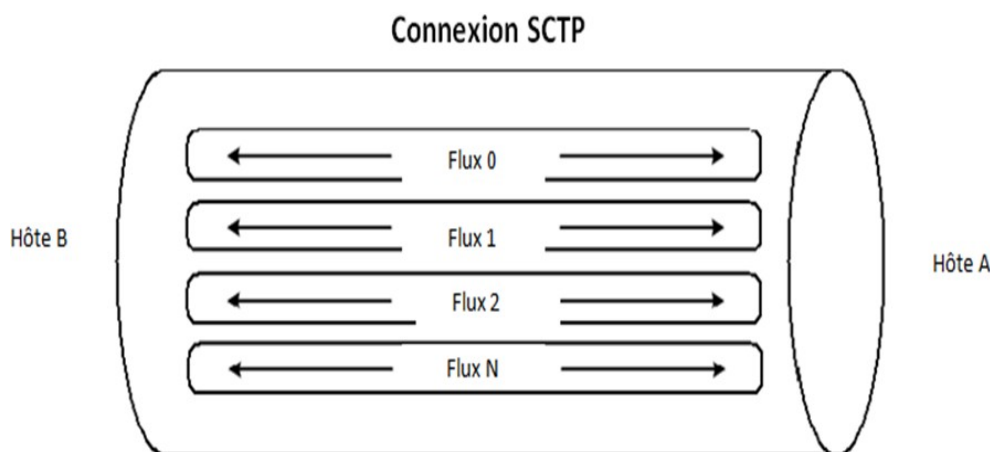 Connexion SCTP
Flux 0
Flux 1
Hôte B
Hôte A
Flux 2
Flux N